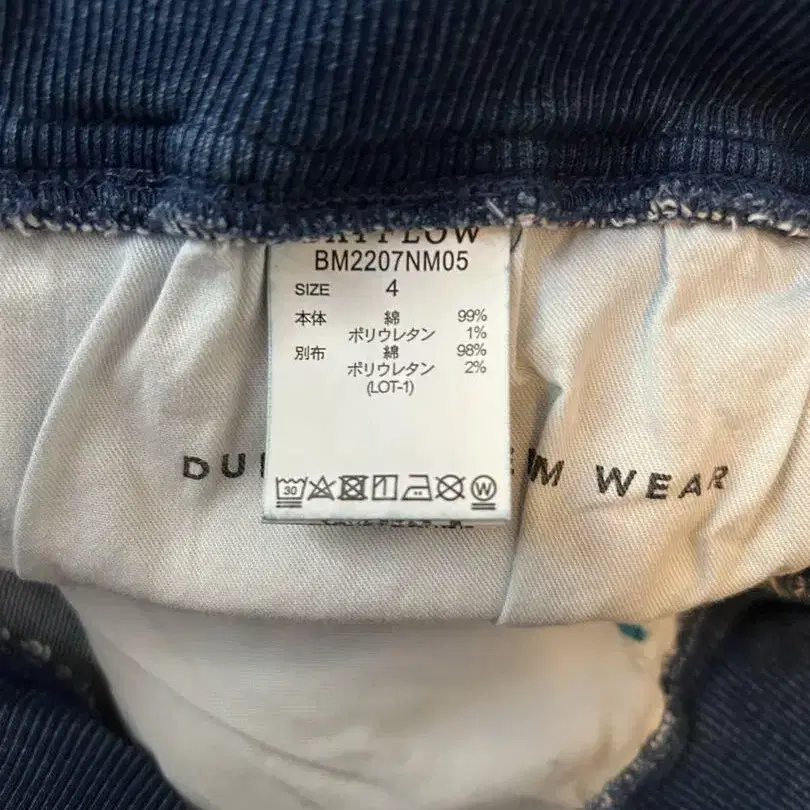 BM2207NM05
SIZE 4
本体 綿 99%
ポリウレタン 1%
別布 綿 98%
ポリウレタン 2%
(LOT-1)
30
W
WEAR